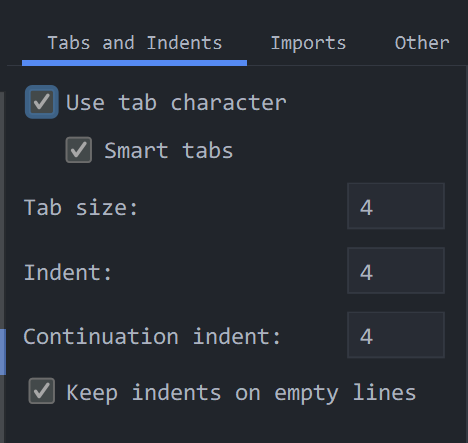 Tabs and Indents Imports Other
Use tab character
Smart tabs
Tab size: 4
Indent: 4
Continuation indent: 4
Keep indents on empty lines